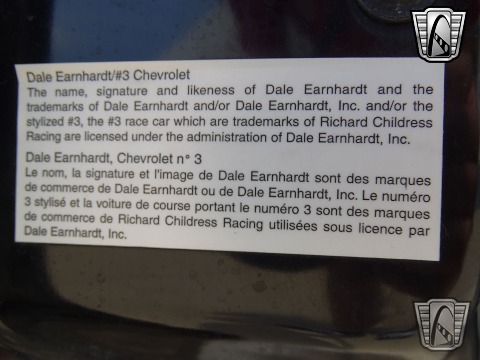 Dale Earnhardt/#3 Chevrolet
The name, signature and likeness of Dale Earnhardt and the
trademarks of Dale Earnhardt and/or Dale Earnhardt, Inc. and/or the
stylized #3, the #3 race car which are trademarks of Richard Childress
Racing are licensed under the administration of Dale Earnhardt, Inc.
Dale Earnhardt, Chevrolet n° 3
Le nom, la signature et l'image de Dale Earnhardt sont des marques
de commerce de Dale Earnhardt ou de Dale Earnhardt, Inc. Le numéro
3 stylisé et la voiture de course portant le numéro 3 sont des marques
de commerce de Richard Childress Racing utilisées sous licence par
Dale Earnhardt, Inc.